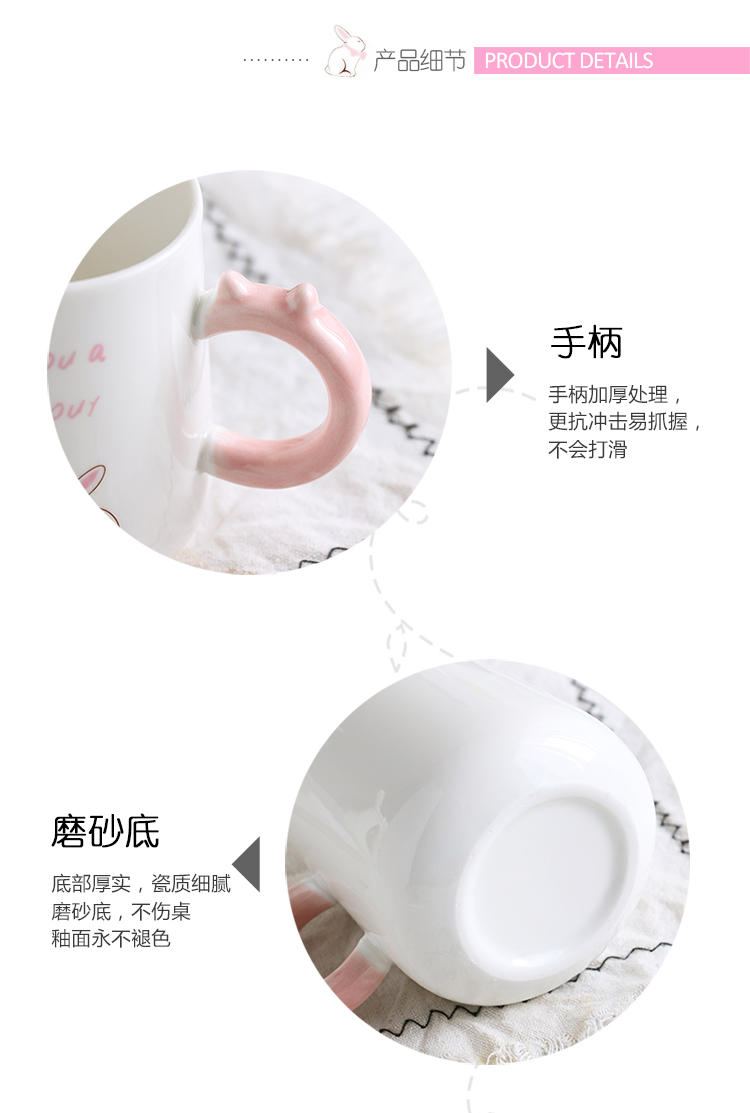 产品细节 PRODUCT DETAILS
手柄
手柄加厚处理，
更抗冲击易抓握，
不会打滑
磨砂底
底部厚实，瓷质细腻
磨砂底，不伤桌
釉面永不褪色